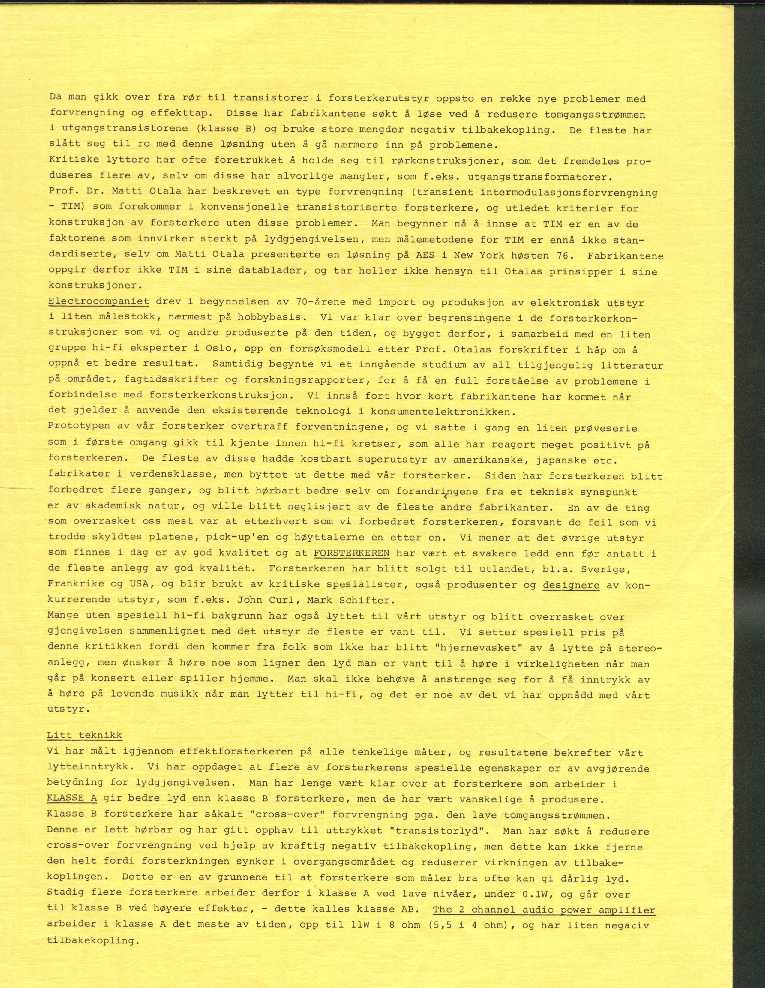 Da man gikk over fra rør til transistorer i forsterkerutstyr oppsto en rekke nye problemer med
forvrengning og effekttap. Disse har fabrikantene søkt å løse ved å redusere tomgangsstrømmen
i utgangstransistorene (klasse B) og bruke store mengder negativ tilbakekopling. De fleste har
slått seg til ro med denne løsning uten å gå nærmere inn på problemene.
Kritiske lyttere har ofte foretrukket å holde seg til rørkonstruksjoner, som det fremdeles pro-
duseres flere av, selv om disse har alvorlige mangler, som f.eks. utgangstransformatorer.
Prof. Dr. Matti Otala har beskrevet en type forvrengning (transient intermodulasjonsforvrengning
- TIM) som forekommer i konvensjonelle transistoriserte forsterkere, og utledet kriterier for
konstruksjon av forsterkere uten disse problemer. Man begynner nå å innse at TIM er en av de
faktorene som innvirker sterkt på lydgjengivelsen, men målemetodene for TIM er ennå ikke stan-
dardiserte, selv om Matti Otala presenterte en løsning på AES i New York høsten 76. Fabrikantene
oppgir derfor ikke TIM i sine datablader, og tar heller ikke hensyn til Otalas prinsipper i sine
konstruksjoner.
Electrocompaniet drev i begynnelsen av 70-årene med import og produksjon av elektronisk utstyr
i liten målestokk, nærmest på hobbybasis. Vi var klar over begrensingene i de forsterkerkon-
struksjoner som vi og andre produserte på den tiden, og bygget derfor, i samarbeid med en liten
gruppe hi-fi eksperter i Oslo, opp en forsøksmodell etter Prof. Otalas forskrifter i håp om å
oppnå et bedre resultat. Samtidig begynte vi et inngående studium av all tilgjengelig litteratur
på området, fagtidsskrifter og forskningsrapporter, for å få en full forståelse av problemene i
forbindelse med forsterkerkonstruksjon. Vi innså fort hvor kort fabrikantene har kommet når
det gjelder å anvende den eksisterende teknologi i konsumentelektronikken.
Prototypen av vår forsterker overtraff forventningene, og vi satte i gang en liten prøveserie
som i første omgang gikk til kjente innen hi-fi kretser, som alle har reagert meget positivt på
forsterkeren. De fleste av disse hadde kostbart superutstyr av amerikanske, japanske etc.
fabrikater i verdensklasse, men byttet ut dette med vår forsterker. Siden har forsterkeren blitt
forbedret flere ganger, og blitt hørbart bedre selv om forandringene fra et teknisk synspunkt
er av akademisk natur, og ville blitt neglisjert av de fleste andre fabrikanter. En av de ting
som overrasket oss mest var at etterhvert som vi forbedret forsterkeren, forsvant de feil som vi
trodde skyldtes platene, pick-up'en og høyttalerne en etter en. Vi mener at det øvrige utstyr
som finnes i dag er av god kvalitet og at FORSTERKEREN har vært et svakere ledd enn før antatt i
de fleste anlegg av god kvalitet. Forsterkeren har blitt solgt til utlandet, bl.a. Sverige,
Frankrike og USA, og blir brukt av kritiske spesialister, også produsenter og designere av kon-
kurrerende utstyr, som f.eks. John Curl, Mark Schifter.
Mange uten spesiell hi-fi bakgrunn har også lyttet til vårt utstyr og blitt overrasket over
gjengivelsen sammenlignet med det utstyr de fleste er vant til. Vi setter spesiell pris på
denne kritikken fordi den kommer fra folk som ikke har blitt "hjernevasket" av å lytte på stereo-
anlegg, men ønsker å høre noe som ligner den lyd man er vant til å høre i virkeligheten når man
går på konsert eller spiller hjemme. Man skal ikke behøve å anstrenge seg for å få inntrykk av
å høre på levende musikk når man lytter til hi-fi, og det er noe av det vi har oppnådd med vårt
utstyr.
Litt teknikk
Vi har målt igjennom effektforsterkeren på alle tenkelige måter, og resultatene bekrefter vårt
lytteinntrykk. Vi har oppdaget at flere av forsterkerens spesielle egenskaper er av avgjørende
betydning for lydgjengivelsen. Man har lenge vært klar over at forsterkere som arbeider i
KLASSE A gir bedre lyd enn klasse B forsterkere, men de har vært vanskelige å produsere.
Klasse B forsterkere har såkalt "cross-over" forvrengning pga. den lave tomgangsstrømmen.
Denne er lett hørbar og har gitt opphav til uttrykket "transistorlyd". Man har søkt å redusere
cross-over forvrengning ved hjelp av kraftig negativ tilbakekopling, men dette kan ikke fjerne
den helt fordi forsterkningen synker i overgangsområdet og reduserer virkningen av tilbake-
koplingen. Dette er en av grunnene til at forsterkere som måler bra ofte kan gi dårlig lyd.
Stadig flere forsterkere arbeider derfor i klasse A ved lave nivåer, under 0.1W, og går over
til klasse B ved høyere effekter, - dette kalles klasse AB. The 2 channel audio power amplifier
arbeider i klasse A det meste av tiden, opp til 11W i 8 ohm (5,5 i 4 ohm), og har liten negativ
tilbakekopling.